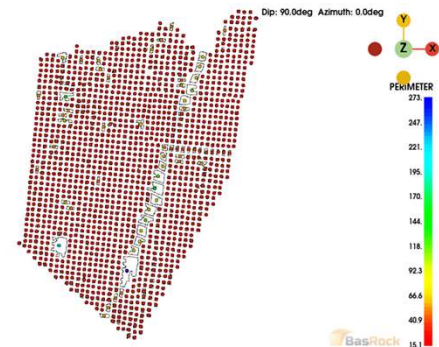 Dip: 90.0deg Azimuth: 0.0deg
Y
Z
X
PERIMETER
273.
247.
221.
195.
170.
144.
118.
92.3
66.6
40.9
15.1
BasRock